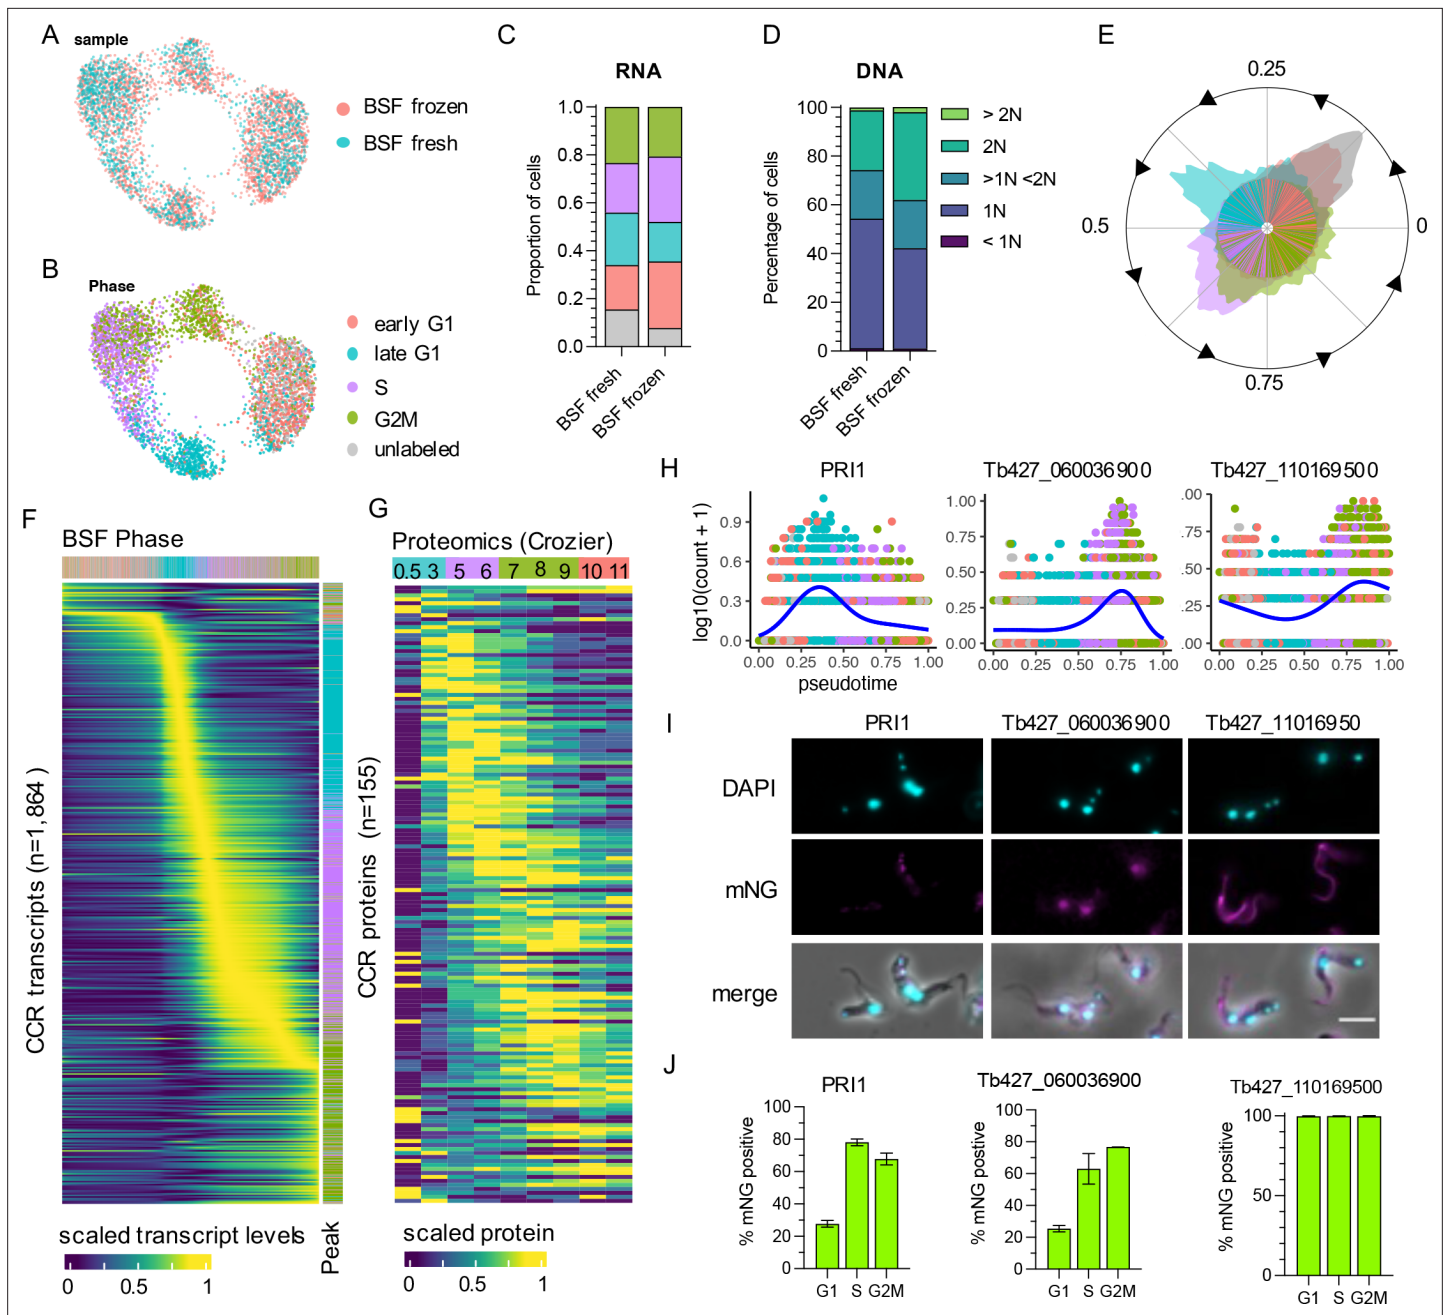 A
sample
BSF frozen
BSF fresh
B
Phase
early G1
late G1
S
G2M
unlabeled
C
RNA
Proportion of cells
1.0
0.8
0.6
0.4
0.2
0.0
BSF fresh
BSF frozen
D
DNA
Percentage of cells
100
80
60
40
20
0
BSF fresh
BSF frozen
> 2N
2N
>1N <2N
1N
< 1N
E
0.25
0.5
0
0.75
F
BSF Phase
CCR transcripts (n=1,864)
scaled transcript levels
0 1
Peak
G
Proteomics (Crozier)
0.5 3 5 6 7 8 9 10 11
CCR proteins (n=155)
scaled protein
0 1
H
PRI1
Tb427_060036900
Tb427_110169500
log10(count + 1)
0.9
0.6
0.3
0.0
0.00 0.25 0.50 0.75 1.00
pseudotime
1.00
0.75
0.50
0.25
0.00
0.00 0.25 0.50 0.75 1.00
.00
.75
.50
.25
0.00
0.00 0.25 0.50 0.75 1.00
I
PRI1
Tb427_060036900
Tb427_11016950
DAPI
mNG
merge
J
PRI1
% mNG positive
100
80
60
40
20
0
G1 S G2M
Tb427_060036900
% mNG postive
100
80
60
40
20
0
G1 S G2M
Tb427_110169500
% mNG positive
100
50
0
G1 S G2M